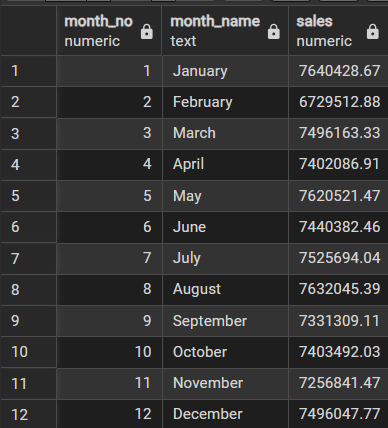 month_no month_name sales
numeric text numeric
1 1 January 7640428.67
2 2 February 6729512.88
3 3 March 7496163.33
4 4 April 7402086.91
5 5 May 7620521.47
6 6 June 7440382.46
7 7 July 7525694.04
8 8 August 7632045.39
9 9 September 7331309.11
10 10 October 7403492.03
11 11 November 7256841.47
12 12 December 7496047.77